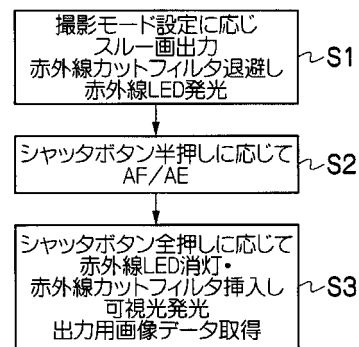 撮影モード設定に応じ
スルー画出力
赤外線カットフィルタ退避し
赤外線LED発光
S1
シャッタボタン半押しに応じて
AF/AE
S2
シャッタボタン全押しに応じて
赤外線LED消灯・
赤外線カットフィルタ挿入し
可視光発光
出力用画像データ取得
S3